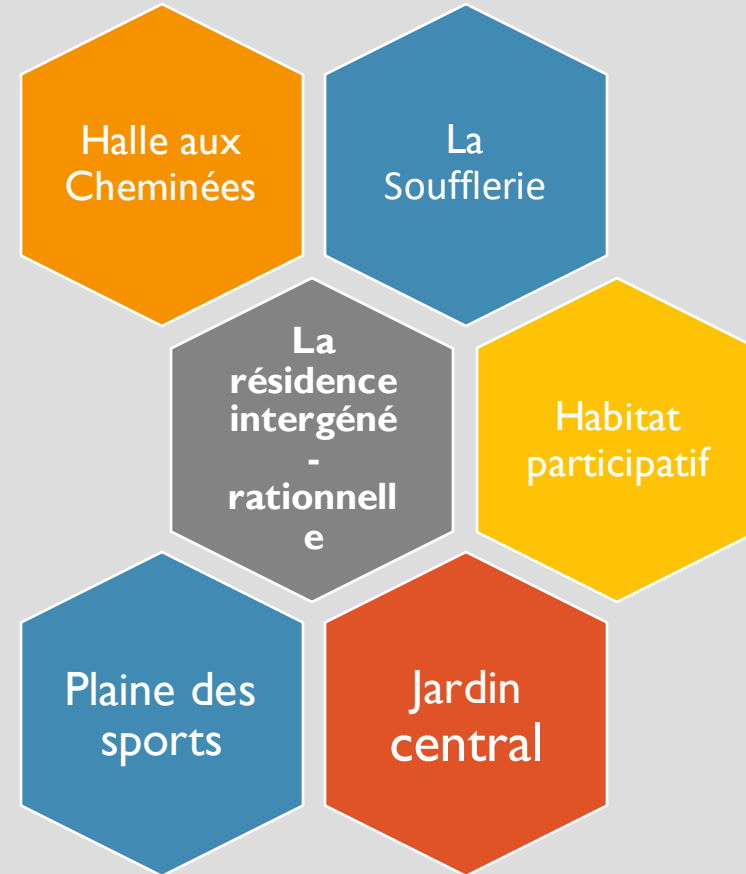 Halle aux
Cheminées
La
Soufflerie
La
résidence
intergéné
-
rationnell
e
Habitat
participatif
Plaine des
sports
Jardin
central